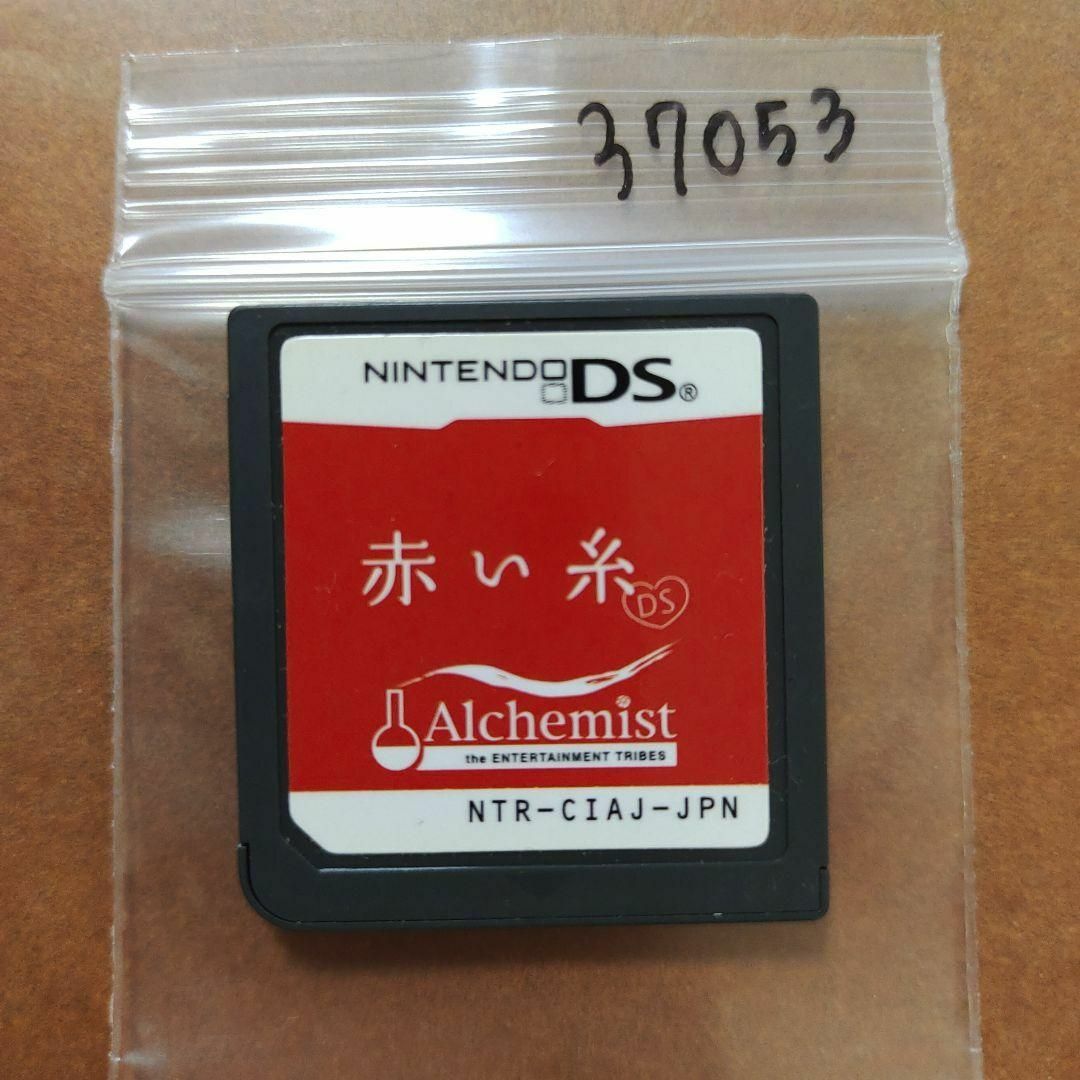 37053
NINTENDO DS®
赤い糸 DS
Alchemist
the ENTERTAINMENT TRIBES
NTR-CIAJ-JPN